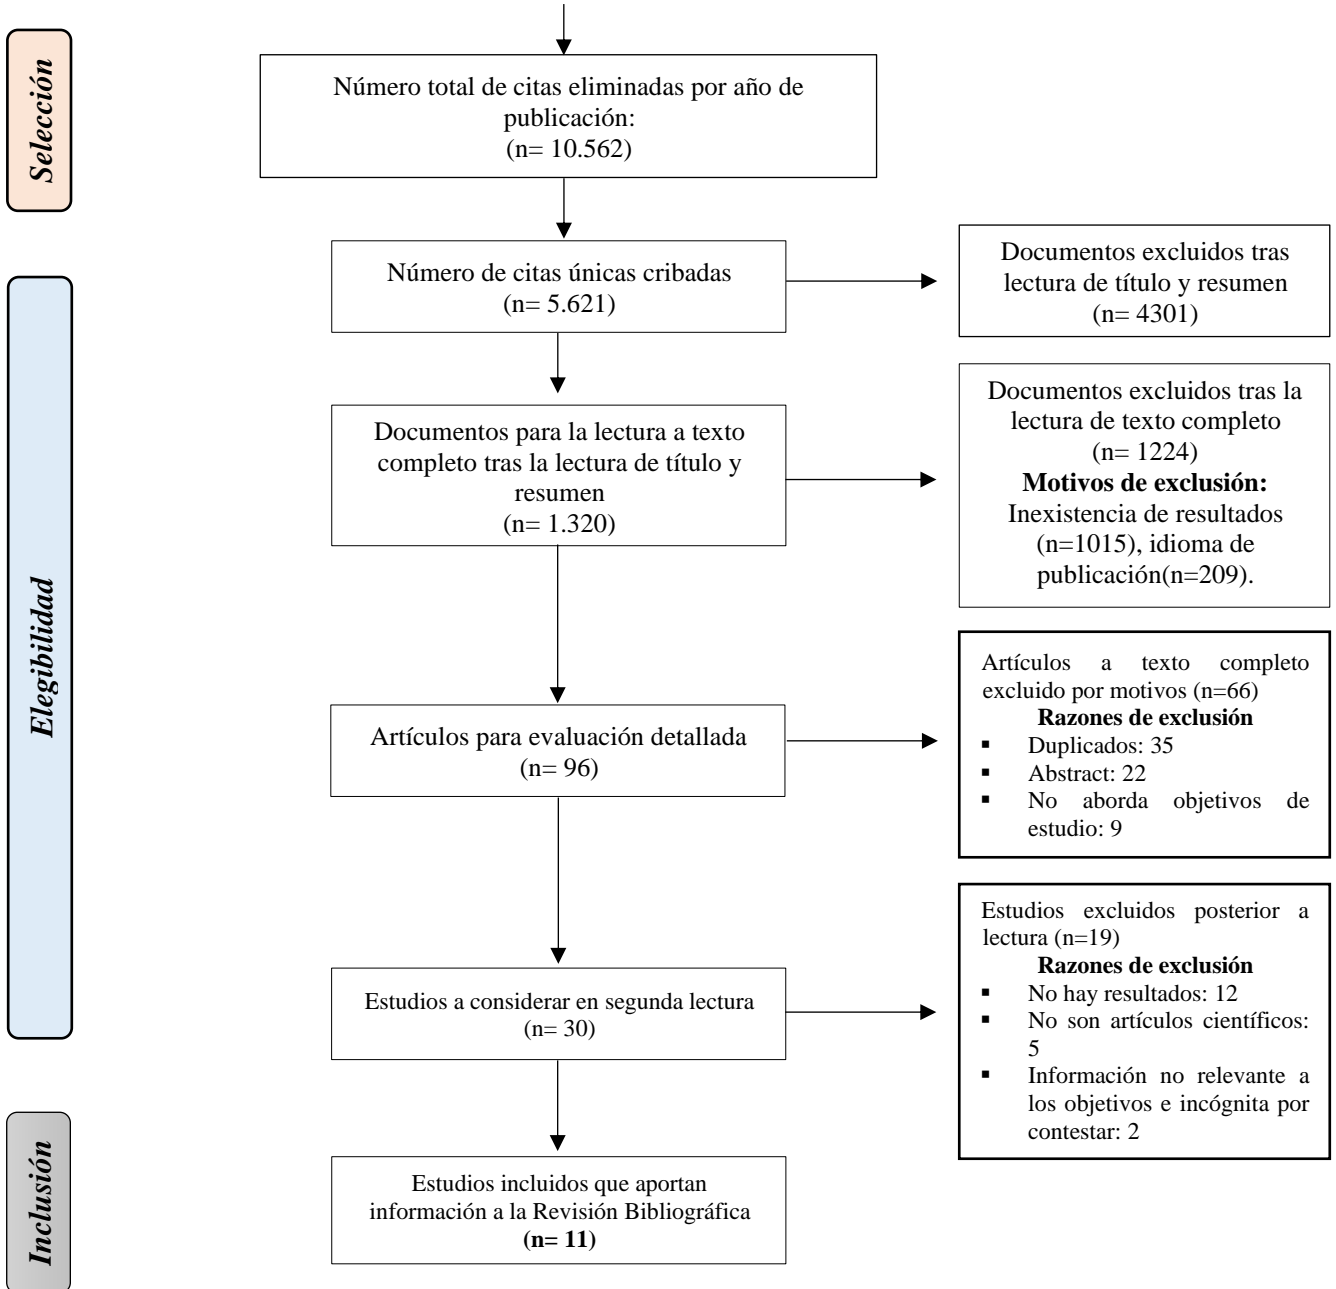 Selección
Número total de citas eliminadas por año de
publicación:
(n= 10.562)
Elegibilidad
Número de citas únicas cribadas
(n= 5.621)
Documentos excluidos tras
lectura de título y resumen
(n= 4301)
Documentos para la lectura a texto
completo tras la lectura de título y
resumen
(n= 1.320)
Documentos excluidos tras la
lectura de texto completo
(n= 1224)
Motivos de exclusión:
Inexistencia de resultados
(n=1015), idioma de
publicación(n=209).
Artículos para evaluación detallada
(n= 96)
Artículos a texto completo
excluido por motivos (n=66)
Razones de exclusión
▪ Duplicados: 35
▪ Abstract: 22
▪ No aborda objetivos de
estudio: 9
Estudios a considerar en segunda lectura
(n= 30)
Estudios excluidos posterior a
lectura (n=19)
Razones de exclusión
▪ No hay resultados: 12
▪ No son artículos científicos:
5
▪ Información no relevante a
los objetivos e incógnita por
contestar: 2
Inclusión
Estudios incluidos que aportan
información a la Revisión Bibliográfica
(n= 11)